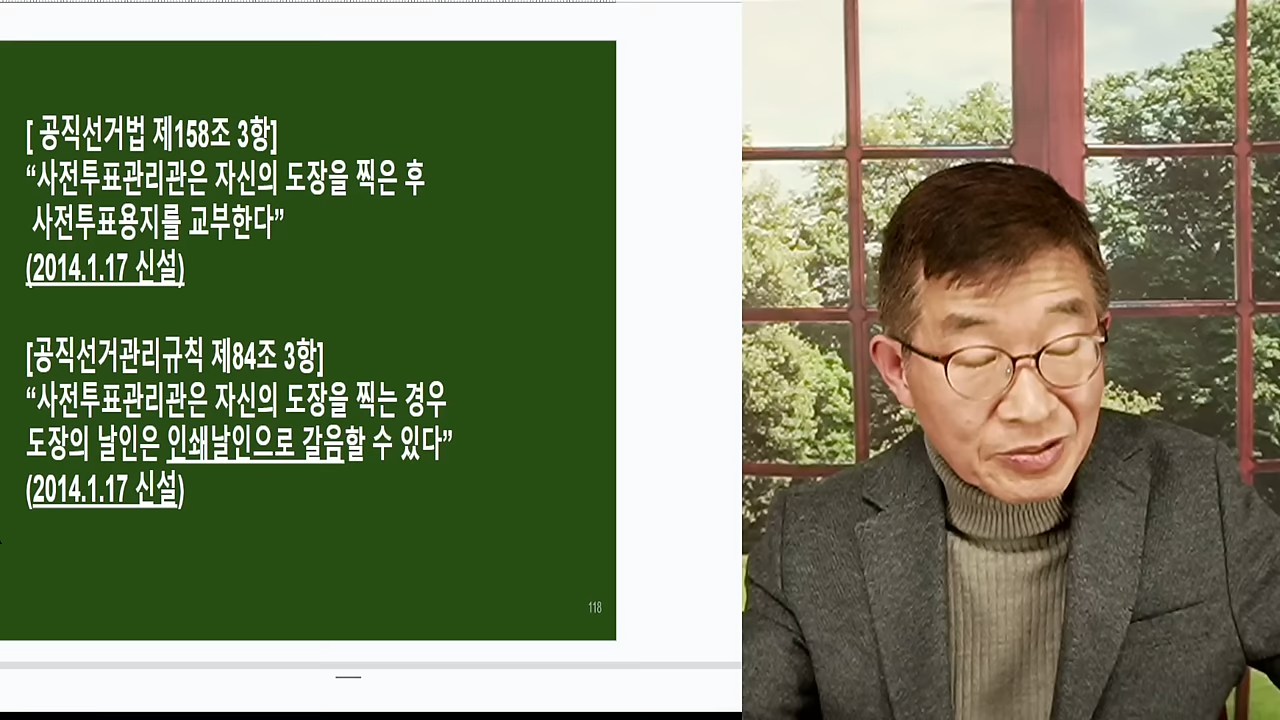 [ 공직선거법 제158조 3항]
“사전투표관리관은 자신의 도장을 찍은 후
사전투표용지를 교부한다”
(2014.1.17 신설)
[공직선거관리규칙 제84조 3항]
“사전투표관리관은 자신의 도장을 찍는 경우
도장의 날인은 인쇄날인으로 갈음할 수 있다”
(2014.1.17 신설)
118